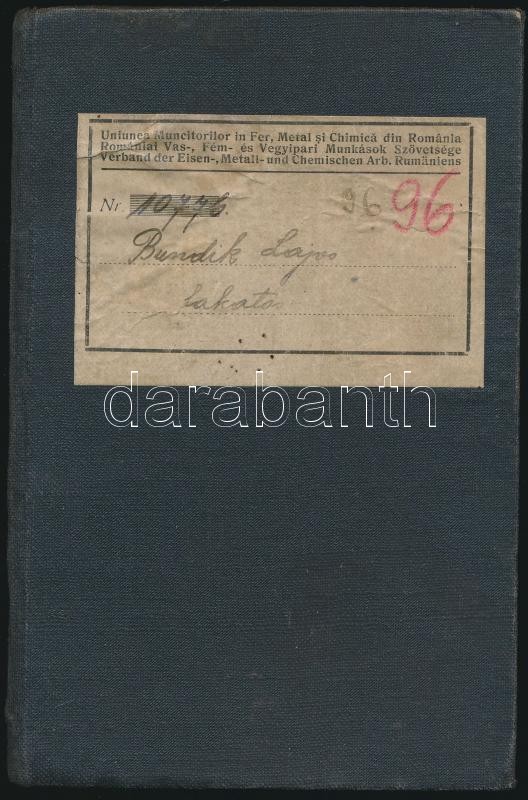 Uniunea Muncitorilor in Fer, Metal și Chimică din România
Romániai Vas-, Fém- és Vegyipari Munkások Szövetsége
Verband der Eisen-, Metall- und Chemischen Arb. Rumäniens
Nr. 10776. 96 96
Bundik Lajos
lakatos
darabanth